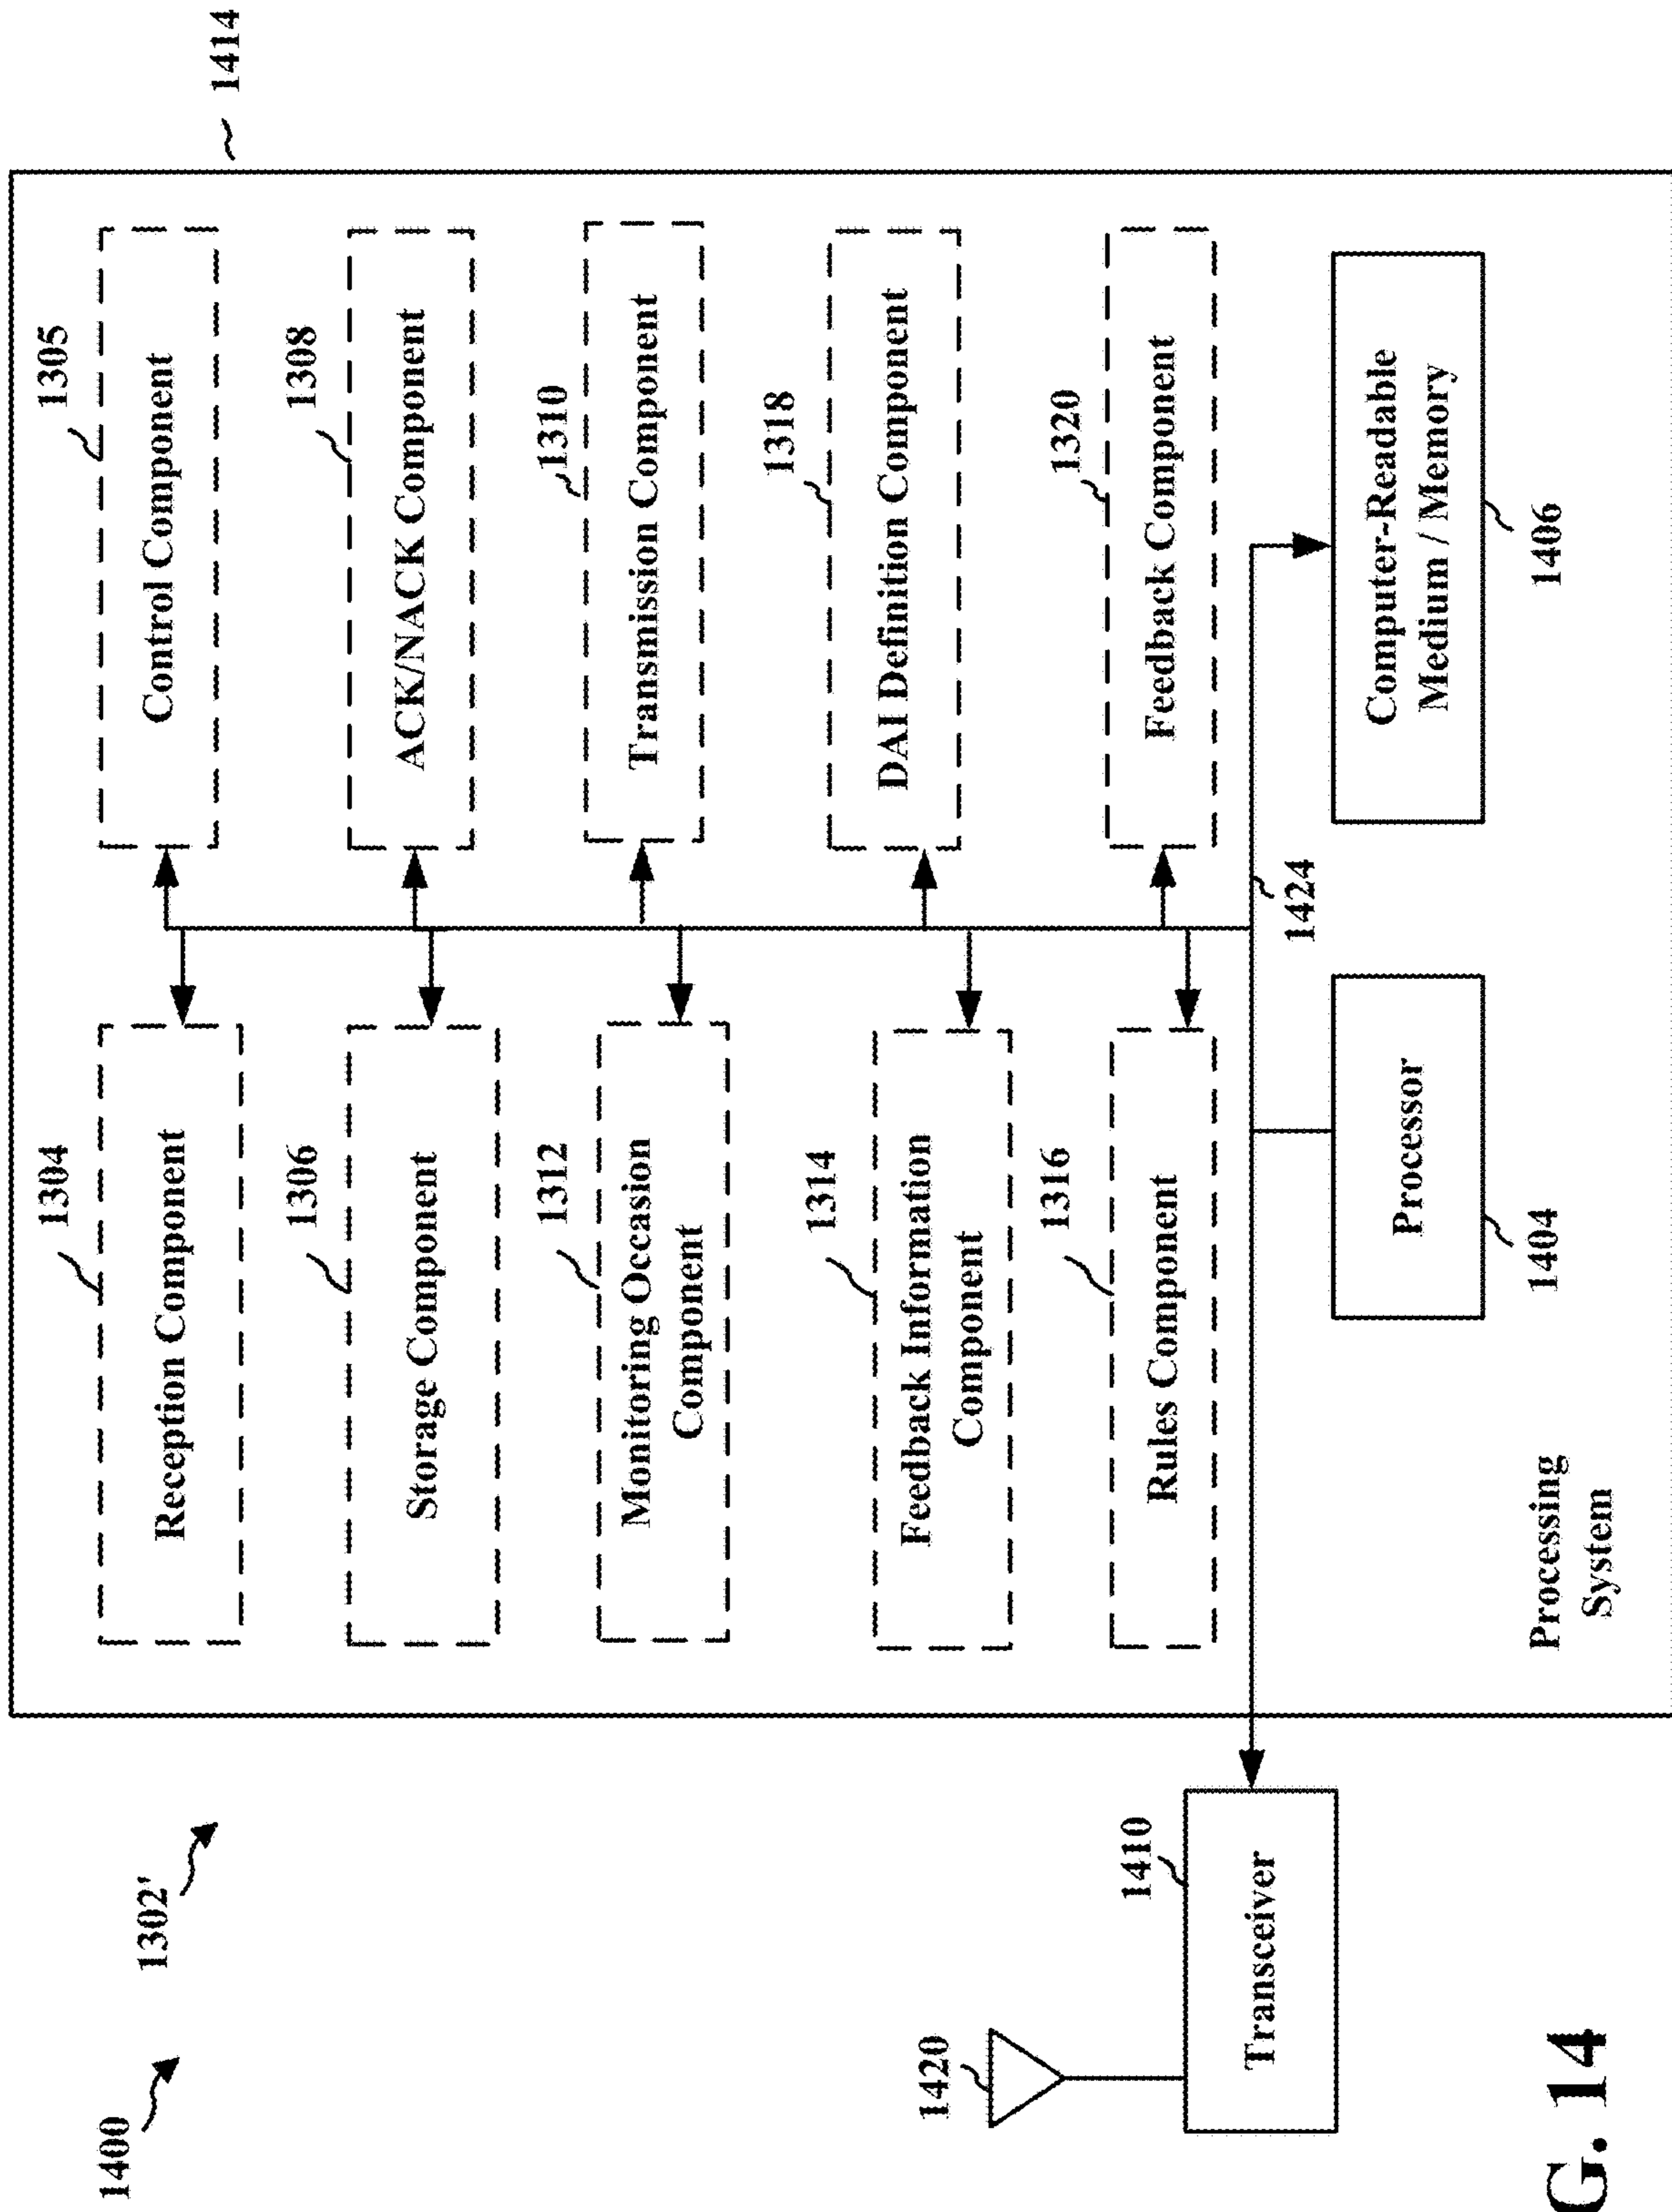 1400
1302'
1414
1304
Reception Component
1305
Control Component
1306
Storage Component
1308
ACK/NACK Component
1312
Monitoring Occasion
Component
1310
Transmission Component
1314
Feedback Information
Component
1318
DAI Definition Component
1316
Rules Component
1320
Feedback Component
1420
1410
Transceiver
1424
Processor
1404
Computer-Readable
Medium / Memory
1406
Processing
System
G. 14